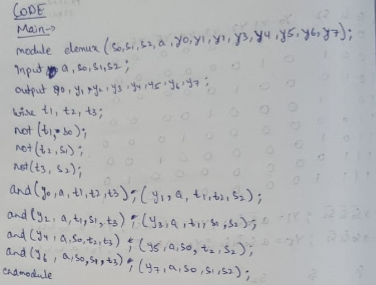 CODE
Main→
module demux (s0,s1,s2,a,y0,y1,y2,y3,y4,y5,y6,y7);
input a, s0,s1,s2;
output y0,y1,y2,y3,y4,y5,y6,y7;
wire t1, t2, t3;
not(t1,s0);
not(t2,s1);
not(t3,s2);
and(y0,a,t1,t2,t3);(y1,a,t1,t2,s2);
and(y2,a,t1,s1,t3);(y3,a,t1,s1,s2);
and(y4,a,s0,t2,t3);(y5,a,s0,t2,s2);
and(y6,a,s0,s1,t3);(y7,a,s0,s1,s2);
endmodule